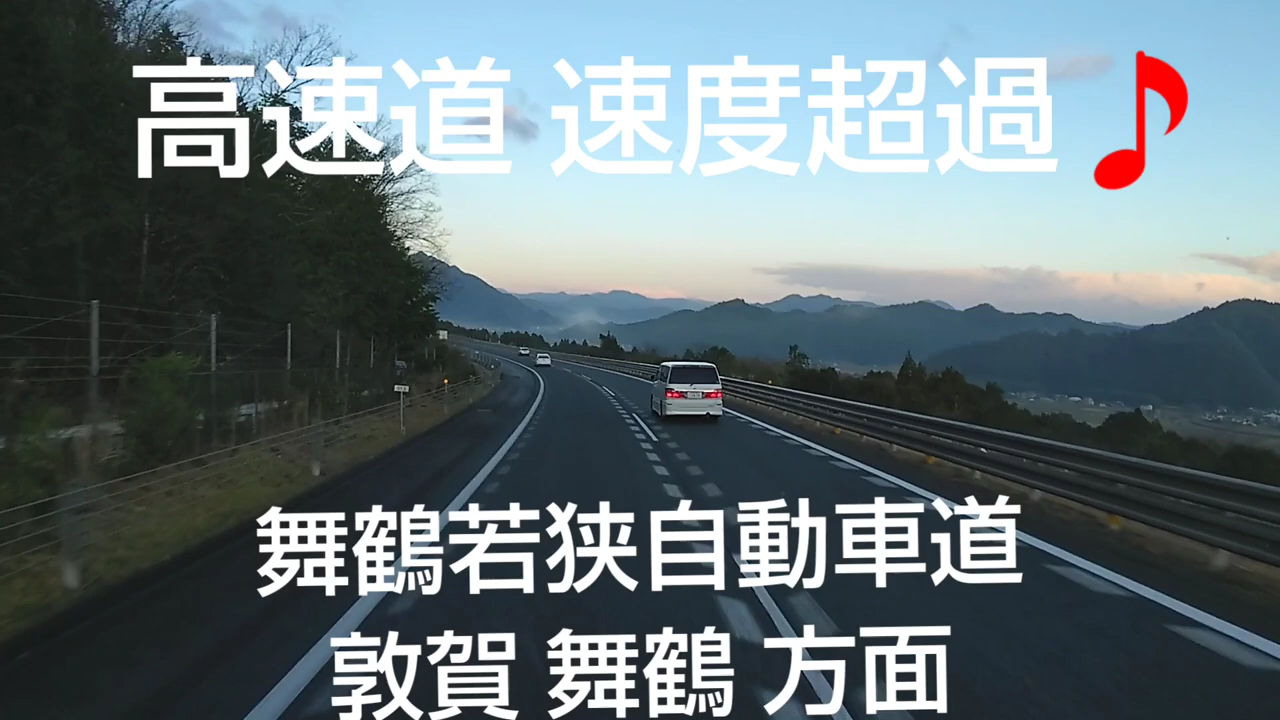 高速道 速度超過
舞鶴若狭自動車道
敦賀 舞鶴 方面